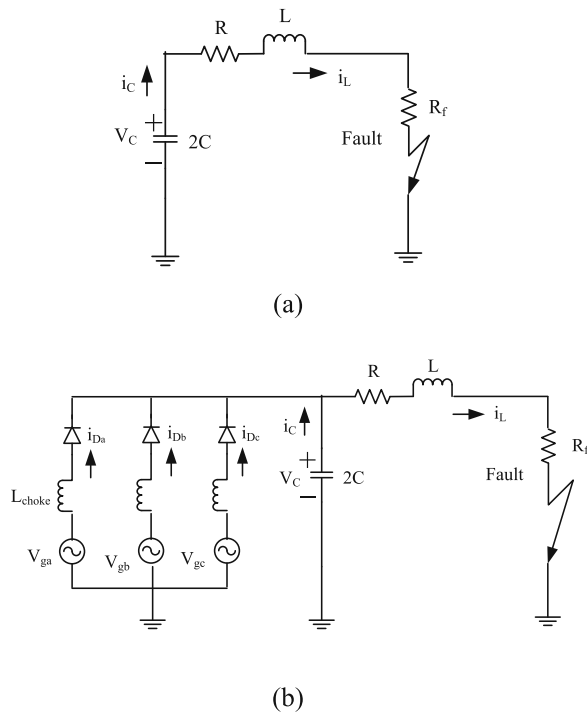 R
L
i_C
i_L
R_f
V_C
+
−
2C
Fault
(a)
R
L
i_Da
i_Db
i_Dc
i_C
i_L
R_f
+
V_C
−
2C
Fault
L_choke
V_ga
V_gb
V_gc
(b)